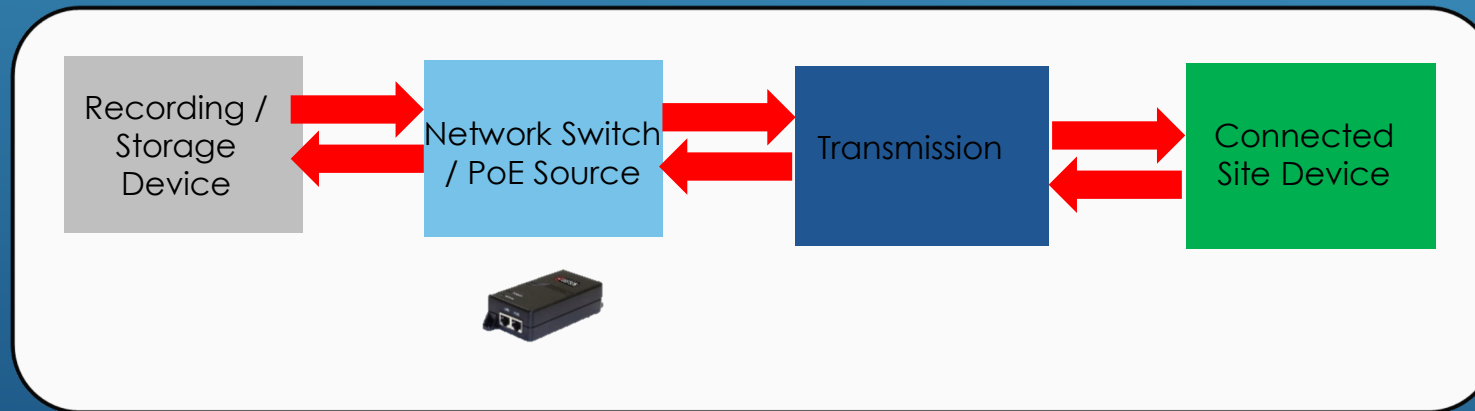 Recording /
Storage
Device
Network Switch
/ PoE Source
Transmission
Connected
Site Device